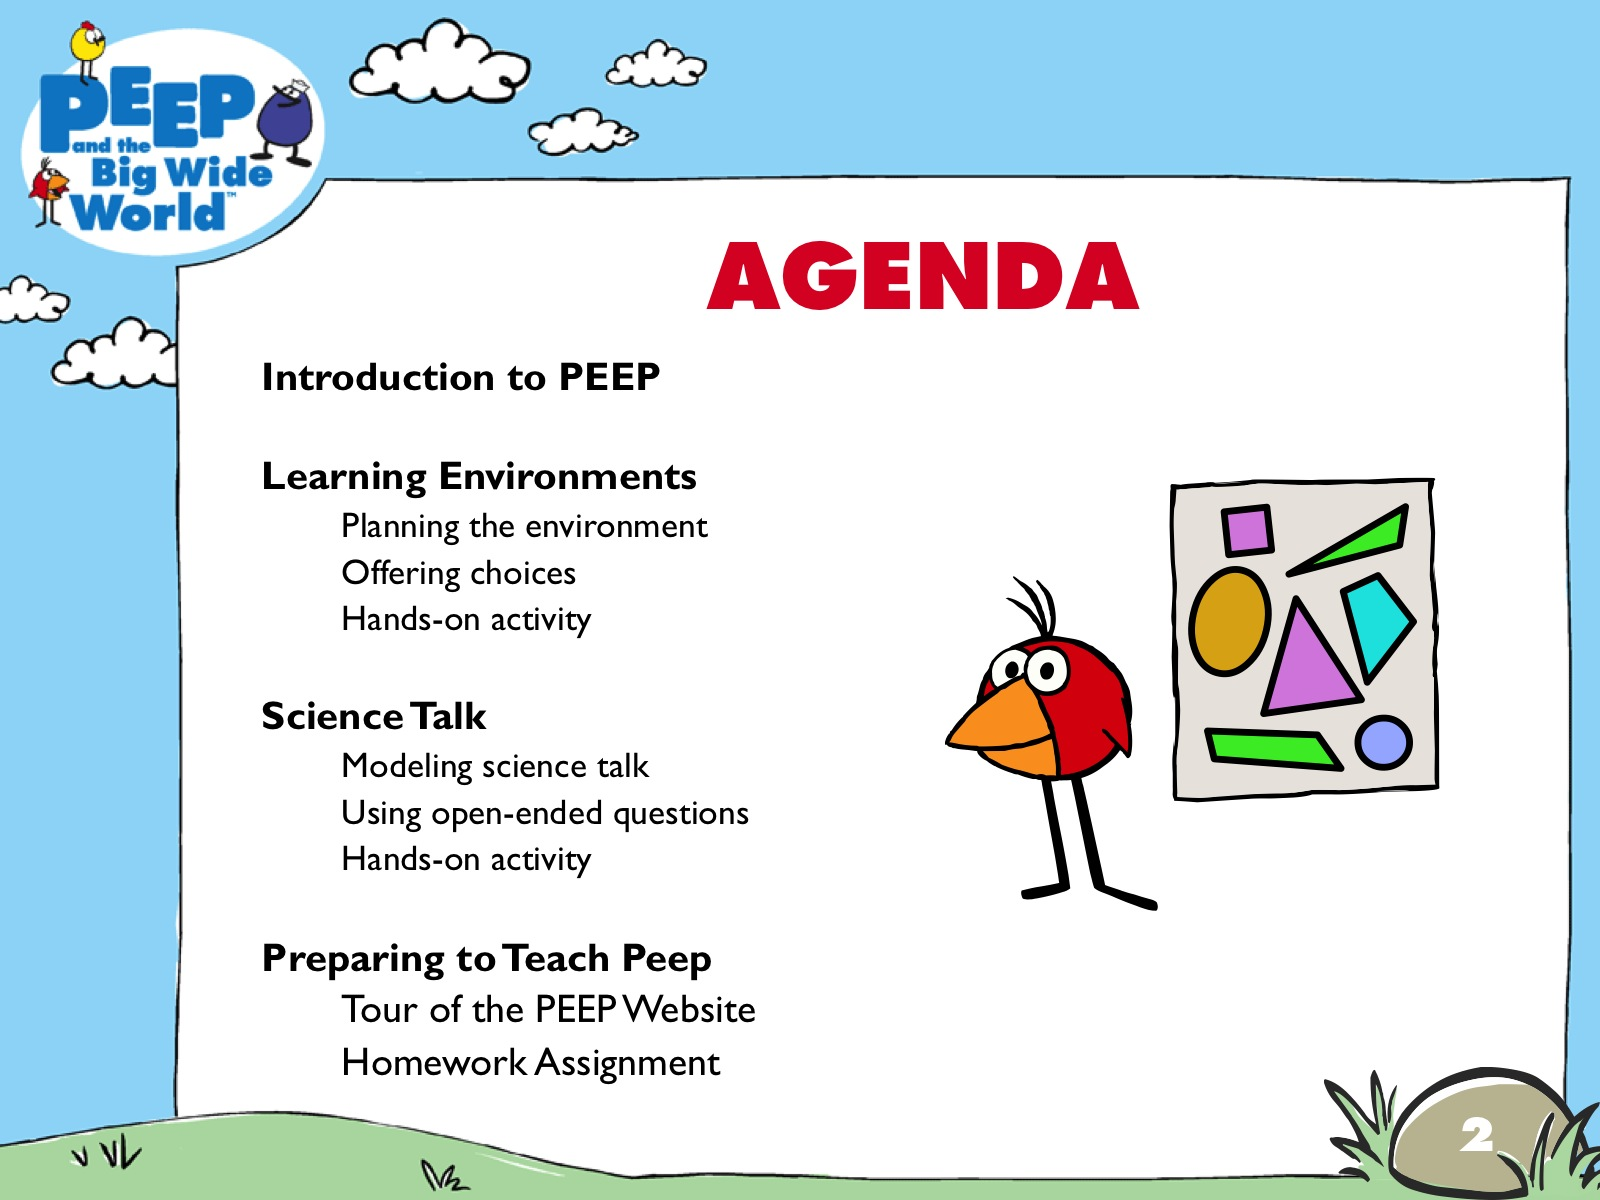 PEEP
and the
Big Wide
World™
AGENDA
Introduction to PEEP
Learning Environments
Planning the environment
Offering choices
Hands-on activity
Science Talk
Modeling science talk
Using open-ended questions
Hands-on activity
Preparing to Teach Peep
Tour of the PEEP Website
Homework Assignment
2